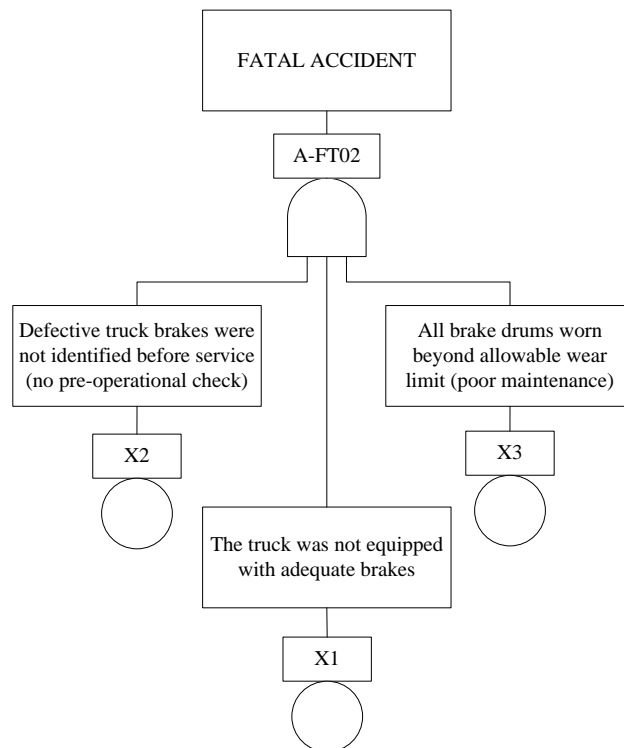 FATAL ACCIDENT
A-FT02
Defective truck brakes were
not identified before service
(no pre-operational check)
X2
All brake drums worn
beyond allowable wear
limit (poor maintenance)
X3
The truck was not equipped
with adequate brakes
X1